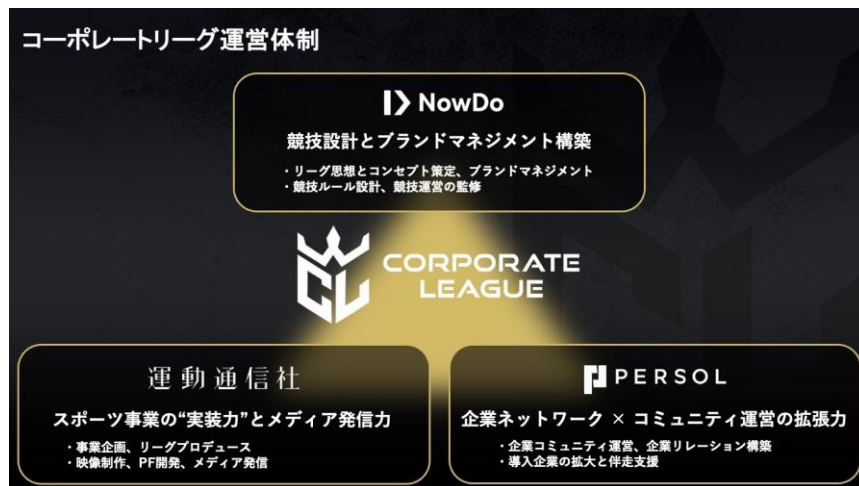 コーポレートリーグ運営体制
NowDo
競技設計とブランドマネジメント構築
・リーグ思想とコンセプト策定、ブランドマネジメント
・競技ルール設計、競技運営の監修
CL
CORPORATE
LEAGUE
運動通信社
スポーツ事業の“実装力”とメディア発信力
・事業企画、リーグプロデュース
・映像制作、PF開発、メディア発信
PERSOL
企業ネットワーク × コミュニティ運営の拡張力
・企業コミュニティ運営、企業リレーション構築
・導入企業の拡大と伴走支援